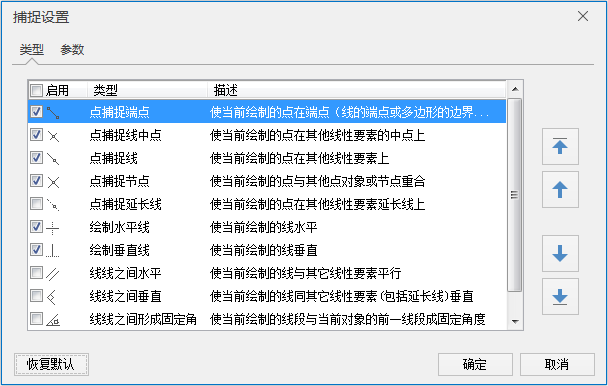 捕捉设置
类型 参数
启用 类型 描述
点捕捉端点 使当前绘制的点在端点（线的端点或多边形的边界...
点捕捉线中点 使当前绘制的点在其他线性要素的中点上
点捕捉线 使当前绘制的点在其他线性要素上
点捕捉节点 使当前绘制的点与其他点对象或节点重合
点捕捉延长线 使当前绘制的点在其他线性要素延长线上
绘制水平线 使当前绘制的线水平
绘制垂直线 使当前绘制的线垂直
线线之间水平 使当前绘制的线与其它线性要素平行
线线之间垂直 使当前绘制的线同其它线性要素(包括延长线)垂直
线线之间形成固定角 使当前绘制的线段与当前对象的前一线段成固定角度
恢复默认 确定 取消